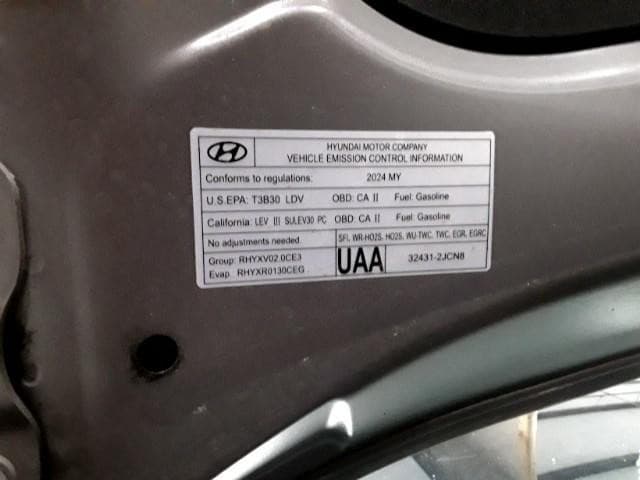 HYUNDAI MOTOR COMPANY
VEHICLE EMISSION CONTROL INFORMATION
Conforms to regulations: 2024 MY
U.S.EPA: T3B30 LDV OBD: CA II Fuel: Gasoline
California: LEV III SULEV30 PC OBD: CA II Fuel: Gasoline
No adjustments needed. SFI, WR-HO2S, HO2S, WU-TWC, TWC, EGR, EGRC
Group: RHYXV02.0CE3
Evap: RHYXR0130CEG
UAA
32431-2JCN8